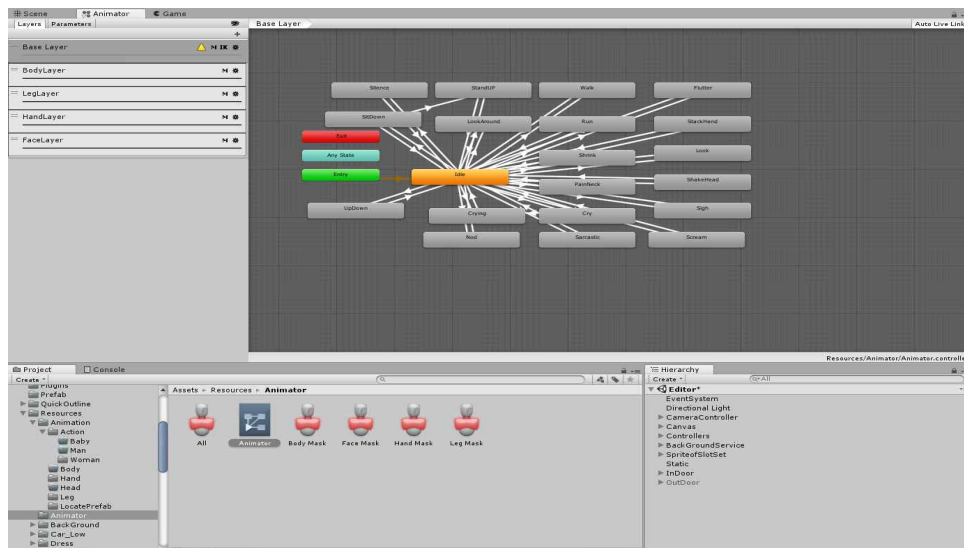 Scene Animator Game
Layers Parameters Base Layer Auto Live Link
Base Layer M IK
BodyLayer M
LegLayer M
HandLayer M
FaceLayer M
Silence StandUP Walk Flutter
SitDown LookAround Run StackHand
Exit
Any State Shrink Look
Entry Idle PainNeck ShakeHead
UpDown Crying Cry Sigh
Nod Sarcastic Scream
Resources/Animator/Animator.controlle
Project Console
Create
Plugins
Prefab
QuickOutline
Resources
Animation
Action
Baby
Man
Woman
Body
Hand
Head
Leg
LocatePrefab
Animator
BackGround
Car_Low
Dress
Assets Resources Animator
All Animator Body Mask Face Mask Hand Mask Leg Mask
Hierarchy
Create All
Editor*
EventSystem
Directional Light
CameraController
Canvas
Controllers
BackGroundService
SpriteofSlotSet
Static
InDoor
OutDoor